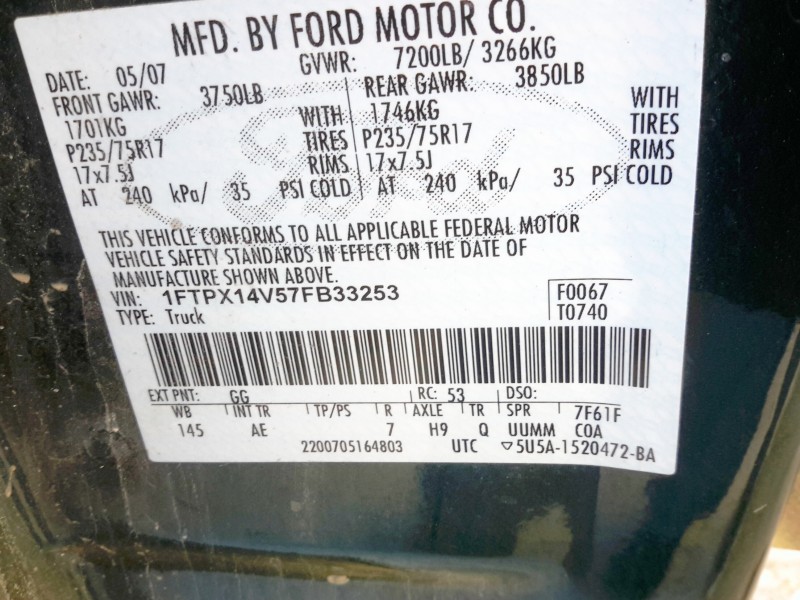 MFD. BY FORD MOTOR CO.
DATE: 05/07 GVWR: 7200LB/ 3266KG
FRONT GAWR: 3750LB REAR GAWR: 3850LB
1701KG WITH 1746KG WITH
P235/75R17 TIRES P235/75R17 TIRES
17x7.5J RIMS 17x7.5J RIMS
AT 240 kPa/ 35 PSI COLD AT 240 kPa/ 35 PSI COLD
Ford
THIS VEHICLE CONFORMS TO ALL APPLICABLE FEDERAL MOTOR
VEHICLE SAFETY STANDARDS IN EFFECT ON THE DATE OF
MANUFACTURE SHOWN ABOVE.
VIN: 1FTPX14V57FB33253 F0067
TYPE: Truck T0740
EXT PNT: GG RC: 53 DSO:
WB INT TR TP/PS R AXLE TR SPR 7F61F
145 AE 7 H9 Q UUMM COA
2200705164803 UTC ▽5U5A-1520472-BA